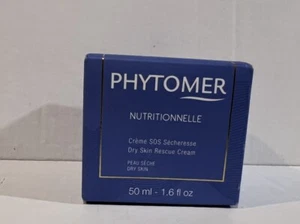 PHYTOMER
NUTRITIONNELLE
Crème SOS Sécheresse
Dry Skin Rescue Cream
PEAU SÈCHE
DRY SKIN
50 ml - 1.6 fl oz